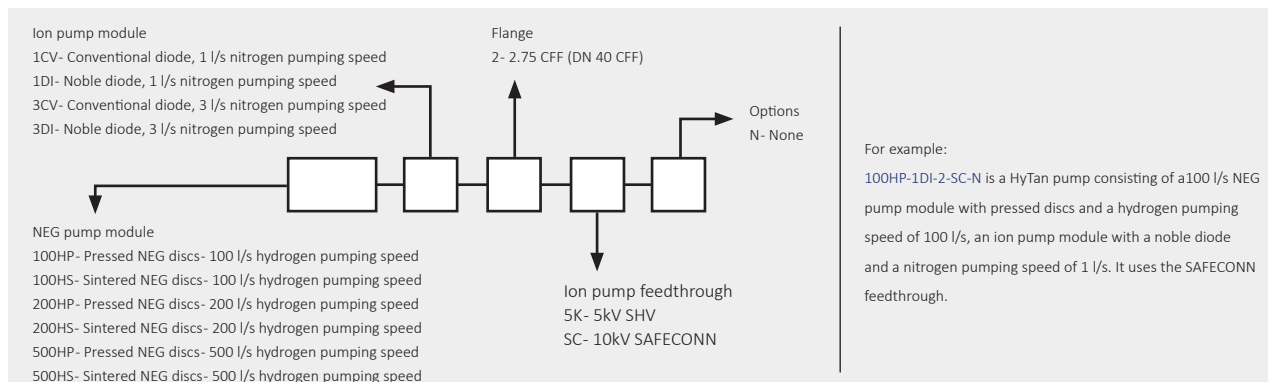 Ion pump module
1CV- Conventional diode, 1 l/s nitrogen pumping speed
1DI- Noble diode, 1 l/s nitrogen pumping speed
3CV- Conventional diode, 3 l/s nitrogen pumping speed
3DI- Noble diode, 3 l/s nitrogen pumping speed
Flange
2- 2.75 CFF (DN 40 CFF)
Options
N- None
NEG pump module
100HP- Pressed NEG discs- 100 l/s hydrogen pumping speed
100HS- Sintered NEG discs- 100 l/s hydrogen pumping speed
200HP- Pressed NEG discs- 200 l/s hydrogen pumping speed
200HS- Sintered NEG discs- 200 l/s hydrogen pumping speed
500HP- Pressed NEG discs- 500 l/s hydrogen pumping speed
500HS- Sintered NEG discs- 500 l/s hydrogen pumping speed
Ion pump feedthrough
5K- 5kV SHV
SC- 10kV SAFECONN
For example:
100HP-1DI-2-SC-N is a HyTan pump consisting of a100 l/s NEG
pump module with pressed discs and a hydrogen pumping
speed of 100 l/s, an ion pump module with a noble diode
and a nitrogen pumping speed of 1 l/s. It uses the SAFECONN
feedthrough.